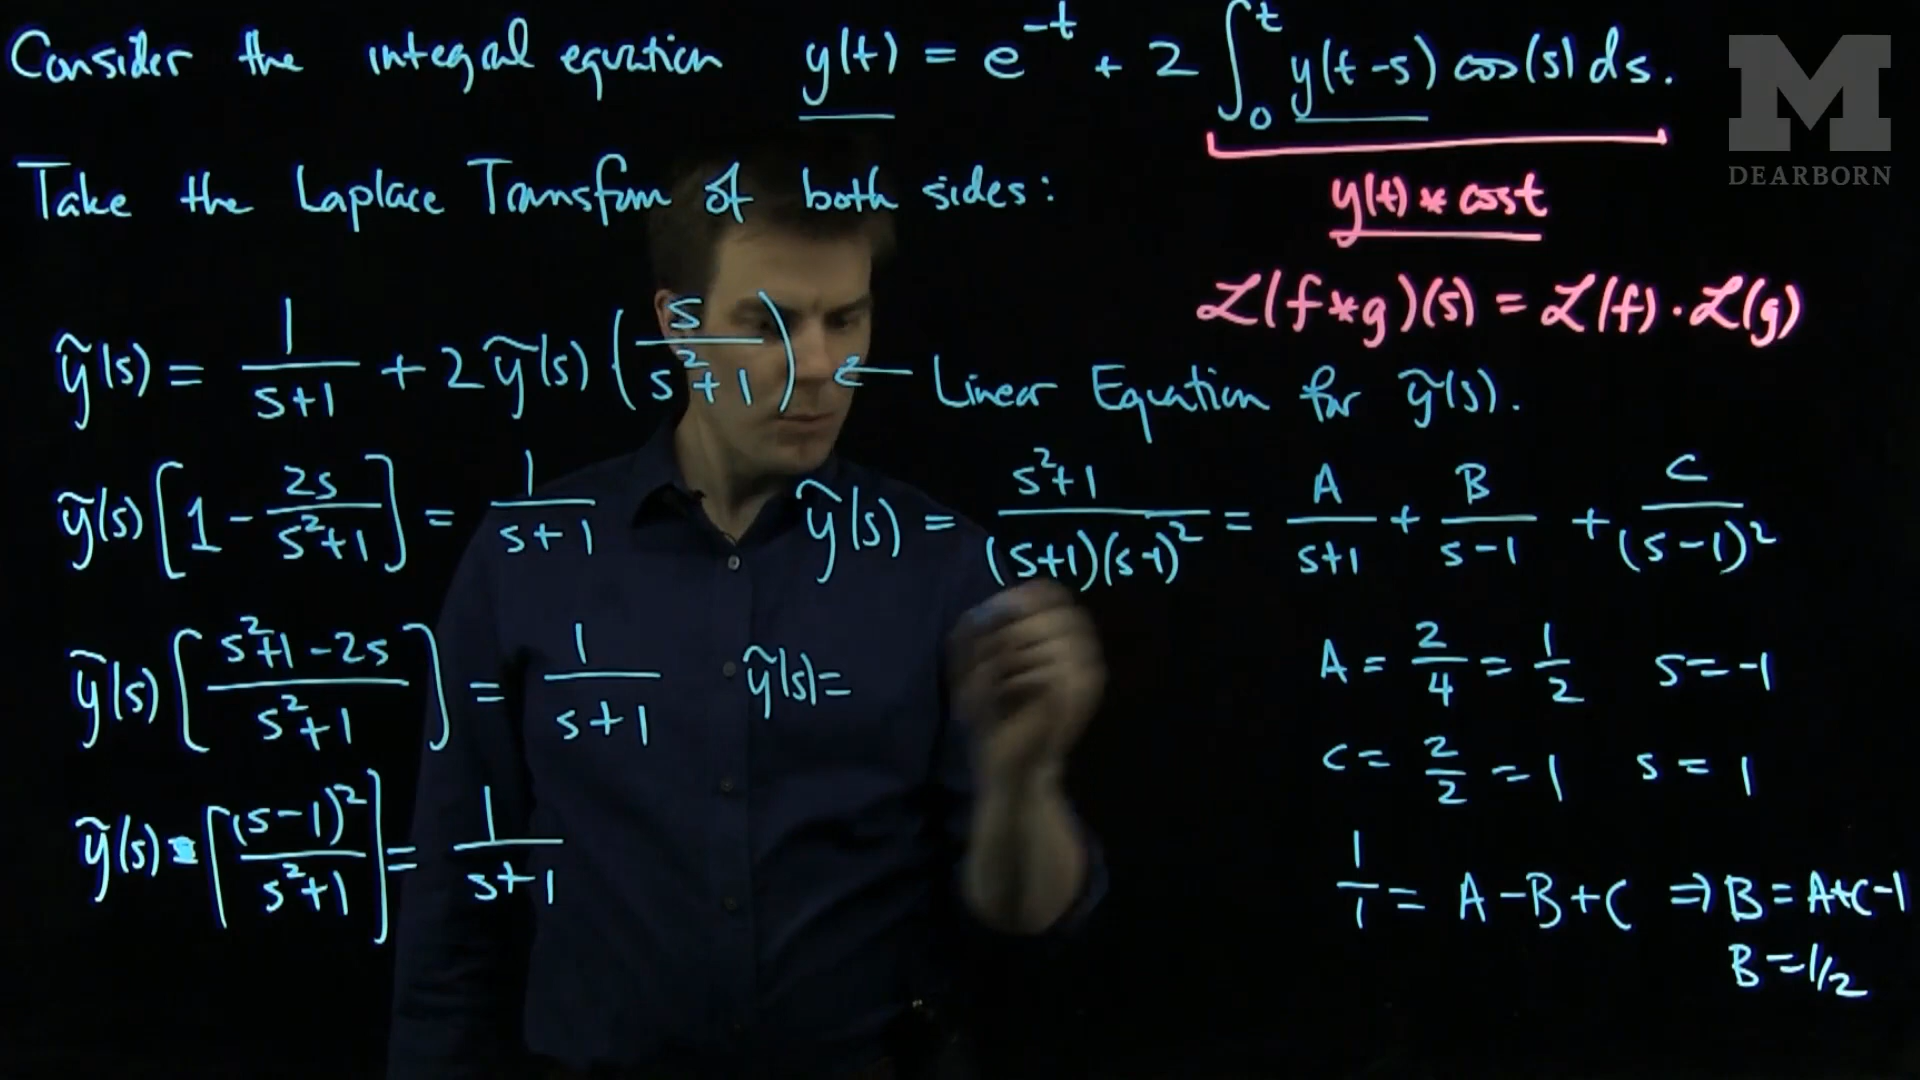 Consider the integral equation y(t) = e^{-t} + 2 ∫_0^t y(t-s) cos(s) ds.
M
DEARBORN
Take the Laplace Transform of both sides:
y(t) * cost
ℒ(f*g)(s) = ℒ(f)·ℒ(g)
ỹ(s) = 1/(s+1) + 2ỹ(s) (s/(s²+1)) ← Linear Equation for ỹ(s).
ỹ(s) [1 - 2s/(s²+1)] = 1/(s+1)
ỹ(s) = (s²+1)/((s+1)(s-1)²) = A/(s+1) + B/(s-1) + C/(s-1)²
ỹ(s) [(s²+1-2s)/(s²+1)] = 1/(s+1)
ỹ(s) =
A = 2/4 = 1/2 s = -1
C = 2/2 = 1 s = 1
ỹ(s) [(s-1)²/(s²+1)] = 1/(s+1)
1/1 = A - B + C ⇒ B = A+C-1
B = 1/2